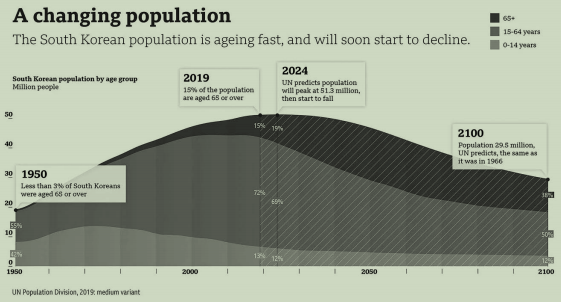 A changing population
The South Korean population is ageing fast, and will soon start to decline.
65+
15-64 years
0-14 years
South Korean population by age group
Million people
2019
15% of the population
are aged 65 or over
2024
UN predicts population
will peak at 51.3 million,
then start to fall
2100
Population 29.5 million,
UN predicts, the same as
it was in 1966
1950
Less than 3% of South Koreans
were aged 65 or over
50
40
30
20
10
0
15%
19%
72%
69%
13%
12%
55%
42%
50%
12%
1950
2000
2050
2100
UN Population Division, 2019: medium variant